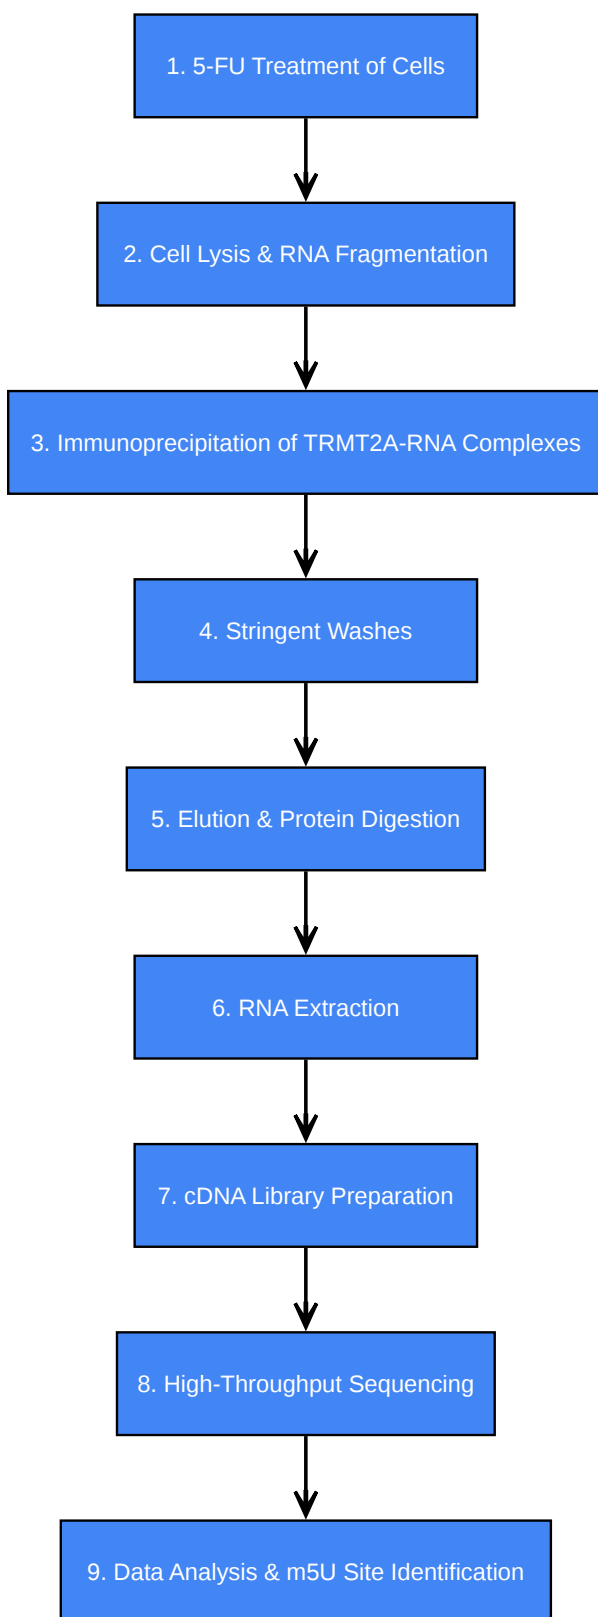 1. 5-FU Treatment of Cells
2. Cell Lysis & RNA Fragmentation
3. Immunoprecipitation of TRMT2A-RNA Complexes
4. Stringent Washes
5. Elution & Protein Digestion
6. RNA Extraction
7. cDNA Library Preparation
8. High-Throughput Sequencing
9. Data Analysis & m5U Site Identification